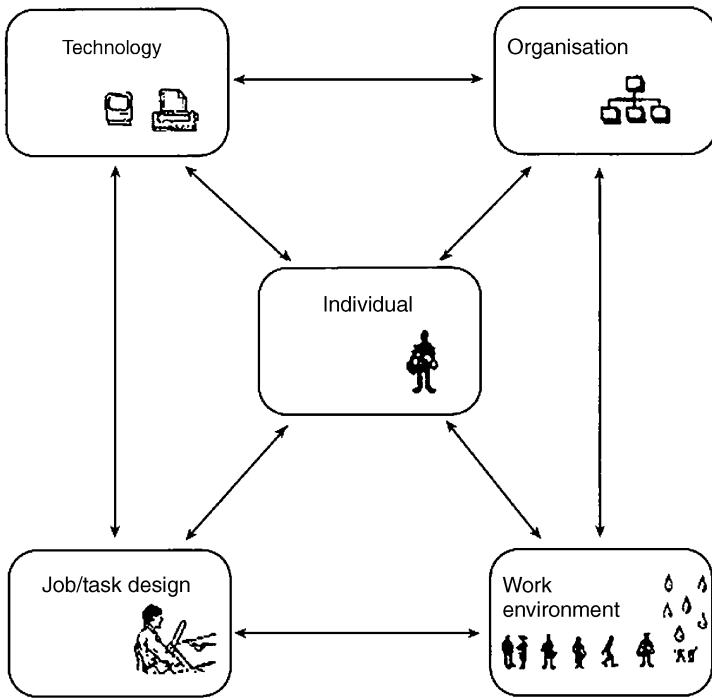 Technology
Organisation
Individual
Job/task design
Work
environment